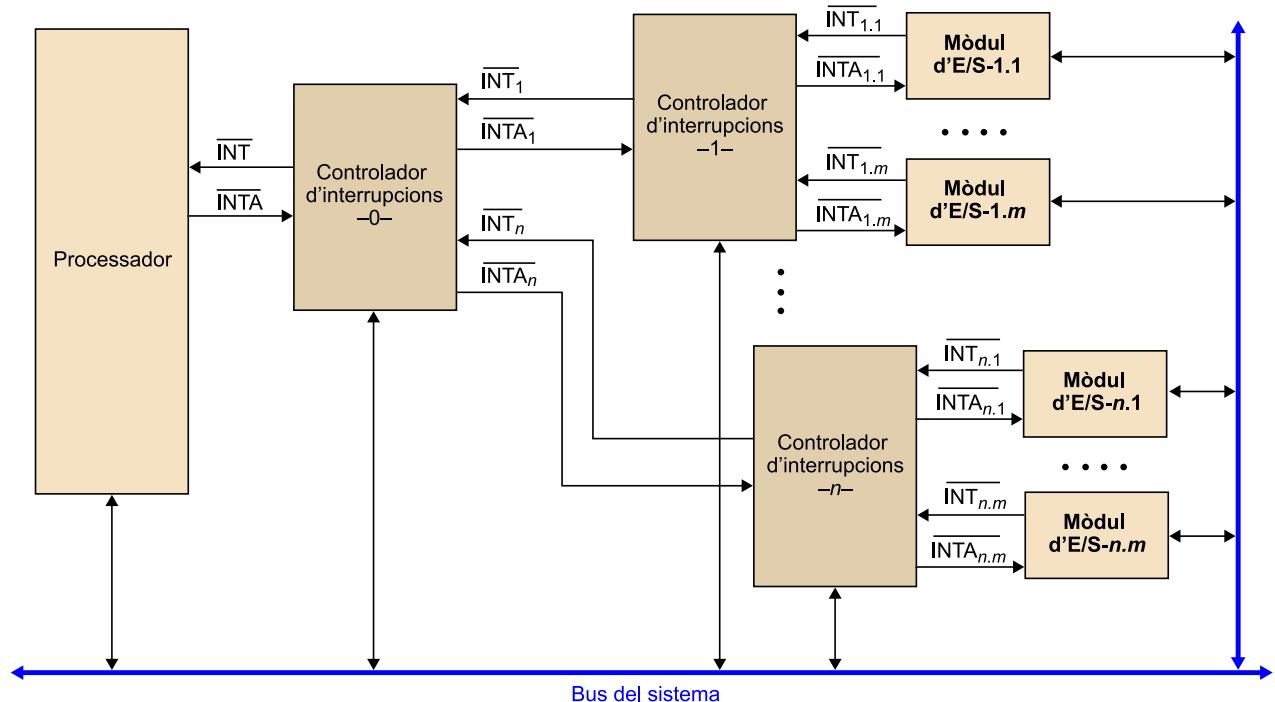 Processador
INT
INTA
Controlador
d’interrupcions
–0–
INT1
INTA1
INTn
INTAn
Controlador
d’interrupcions
–1–
INT1.1
INTA1.1
INT1.m
INTA1.m
Mòdul
d’E/S-1.1
Mòdul
d’E/S-1.m
Controlador
d’interrupcions
–n–
INTn.1
INTAn.1
INTn.m
INTAn.m
Mòdul
d’E/S-n.1
Mòdul
d’E/S-n.m
Bus del sistema